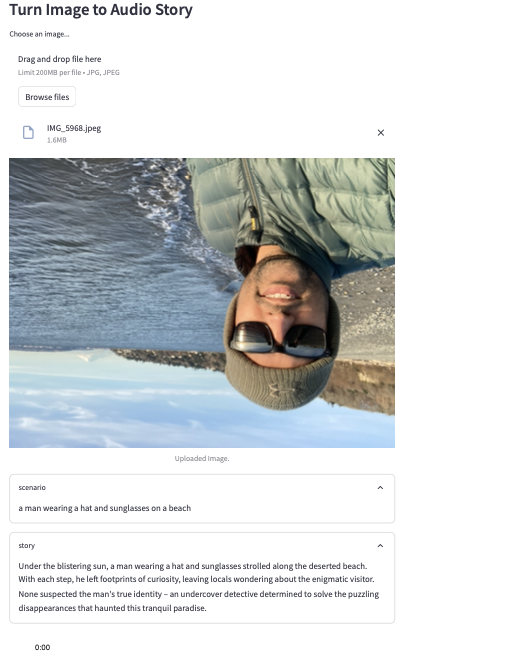 Turn Image to Audio Story
Choose an image...
Drag and drop file here
Limit 200MB per file • JPG, JPEG
Browse files
IMG_5968.jpeg
1.6MB
Uploaded Image.
scenario
a man wearing a hat and sunglasses on a beach
story
Under the blistering sun, a man wearing a hat and sunglasses strolled along the deserted beach.
With each step, he left footprints of curiosity, leaving locals wondering about the enigmatic visitor.
None suspected the man's true identity – an undercover detective determined to solve the puzzling
disappearances that haunted this tranquil paradise.
0:00